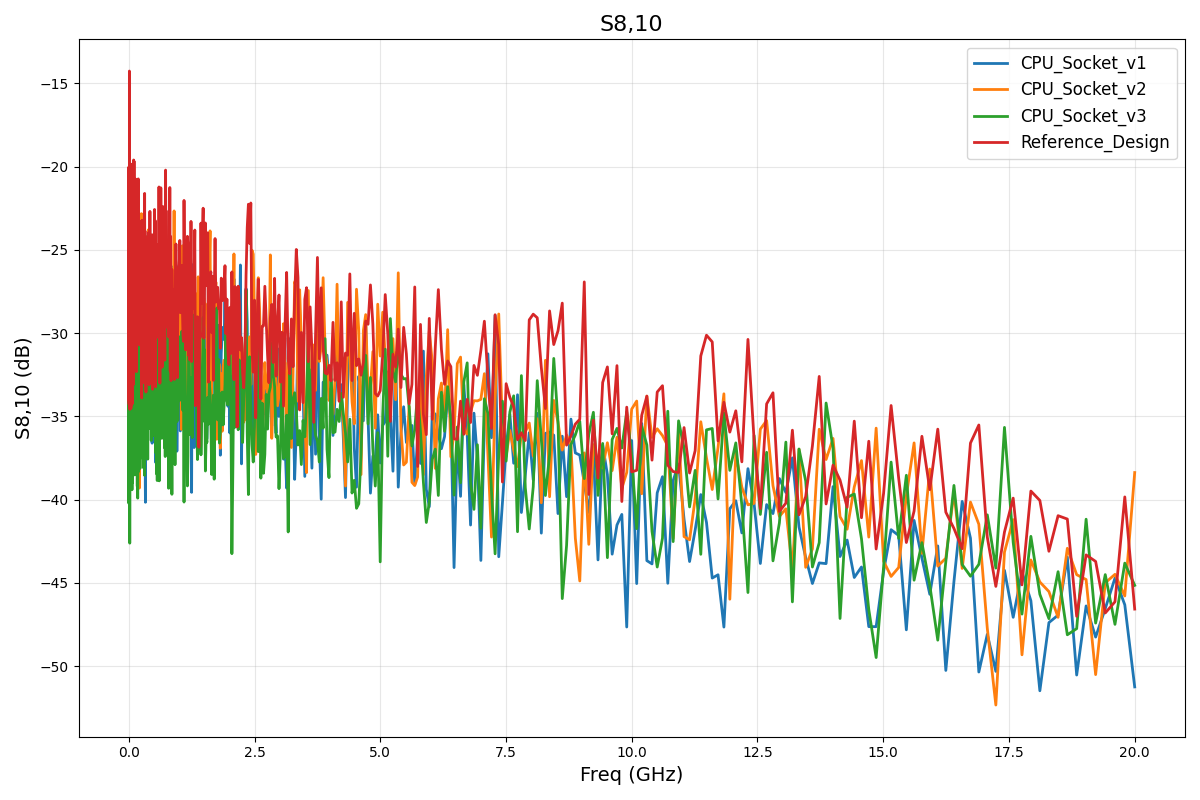 S8,10
CPU_Socket_v1
CPU_Socket_v2
CPU_Socket_v3
Reference_Design
S8,10 (dB)
−15
−20
−25
−30
−35
−40
−45
−50
0.0 2.5 5.0 7.5 10.0 12.5 15.0 17.5 20.0
Freq (GHz)